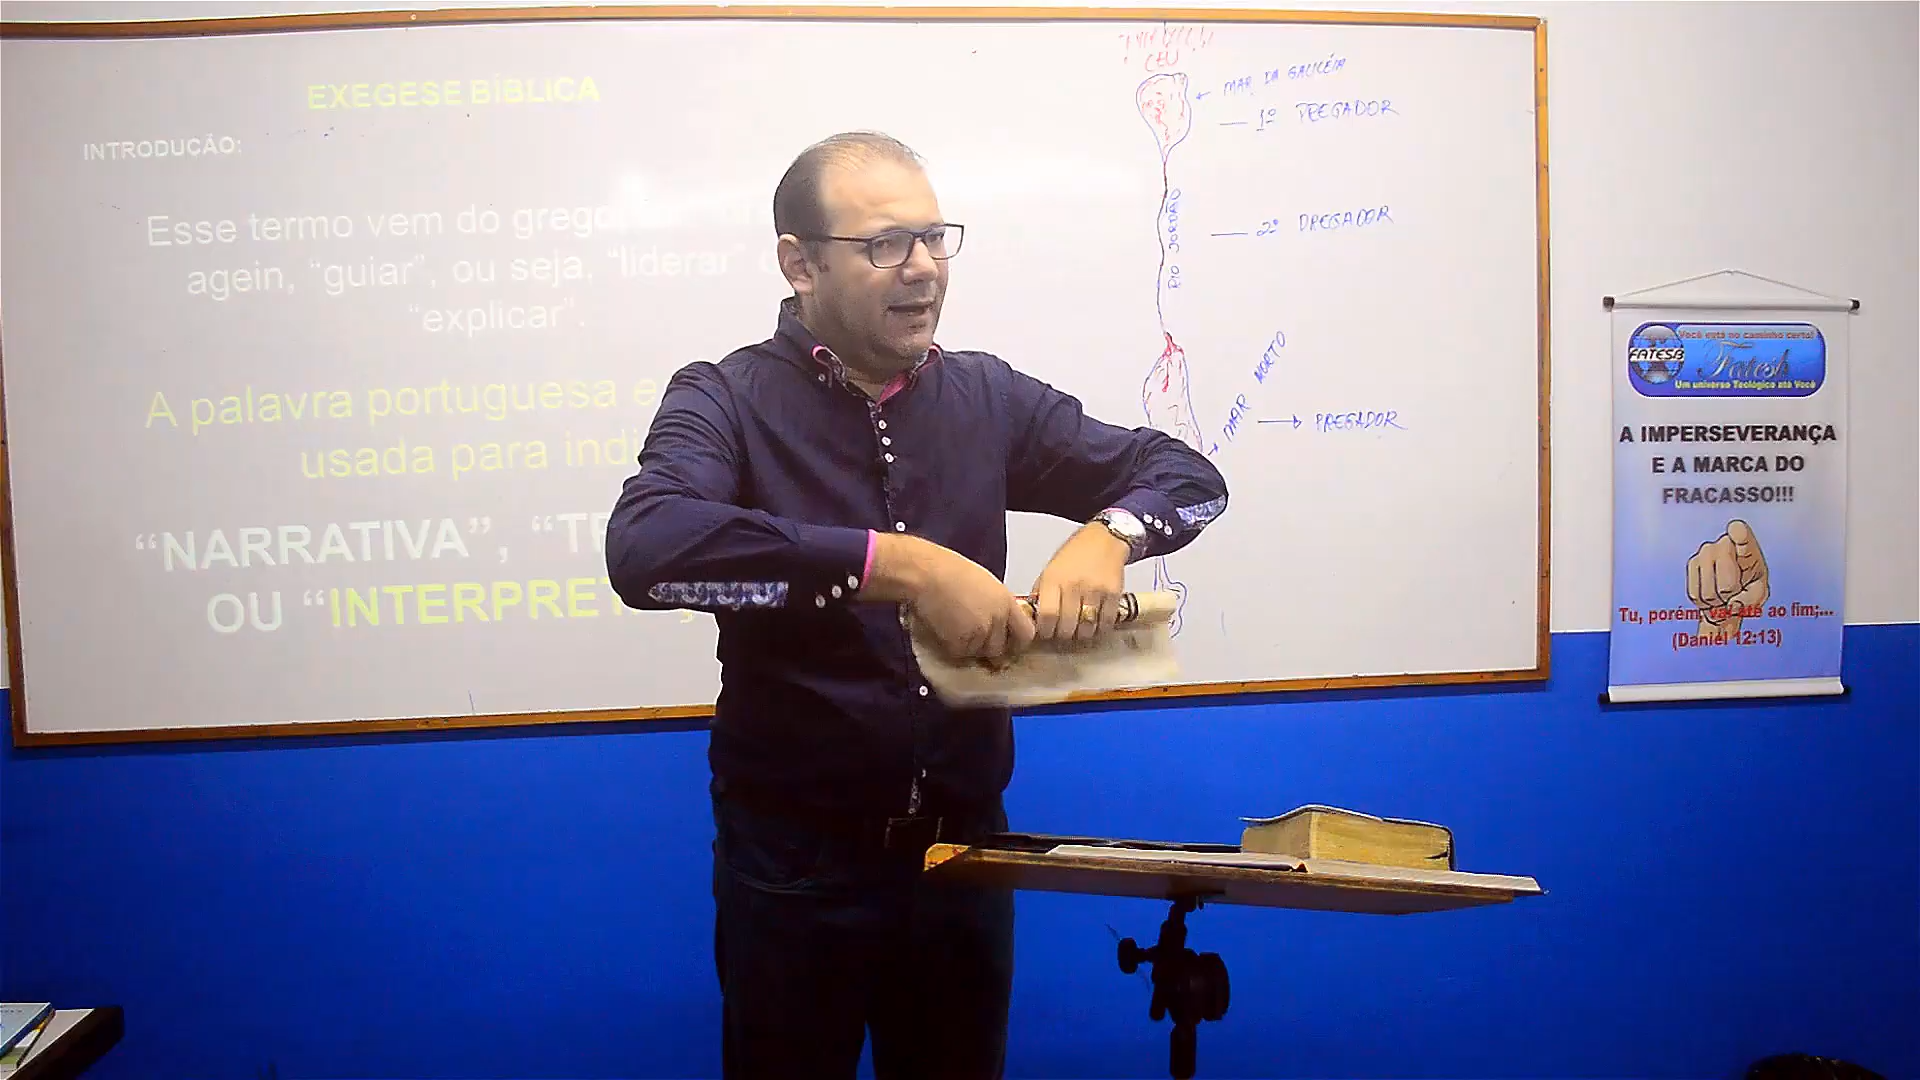 EXEGESE BÍBLICA
INTRODUÇÃO:
Esse termo vem do grego
agein, “guiar”, ou seja, “liderar”
“explicar”.
A palavra portuguesa
usada para
“NARRATIVA”,
OU “INTERPRET
CÉU
MAR DA GALILÉIA
1º PREGADOR
RIO JORDÃO
2º PREGADOR
MAR MORTO
PREGADOR
Você está no caminho certo!
FATESB
Fatesb
Um universo Teológico até Você
A IMPERSEVERANÇA
E A MARCA DO
FRACASSO!!!
Tu, porém, vai até ao fim;...
(Daniel 12:13)